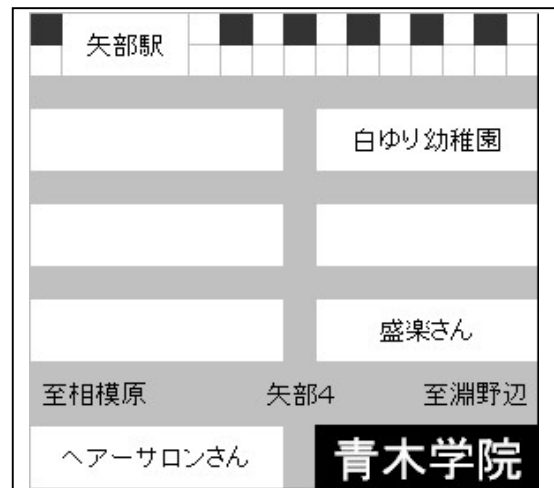 矢部駅
白ゆり幼稚園
盛楽さん
至相模原 矢部4 至淵野辺
ヘアーサロンさん 青木学院